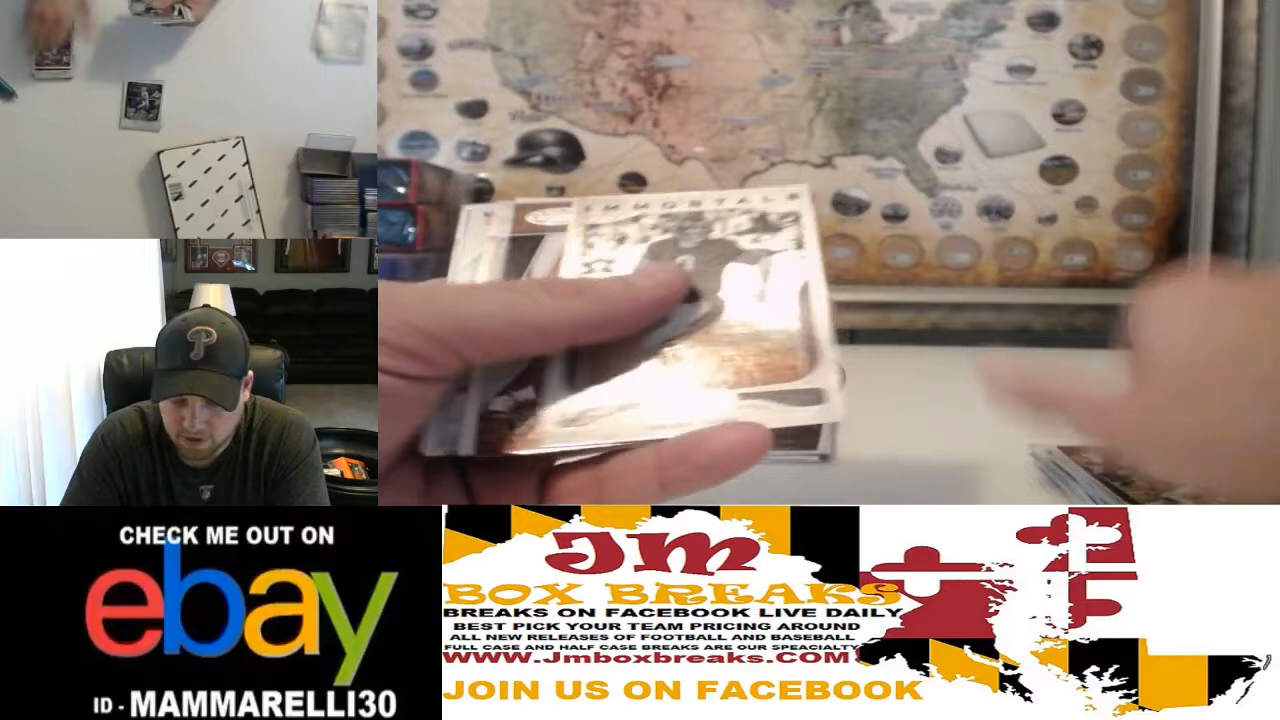 IMMORTALS
P
CHECK ME OUT ON
ebay
ID - MAMMARELLI30
JM
BOX BREAKS
BREAKS ON FACEBOOK LIVE DAILY
BEST PICK YOUR TEAM PRICING AROUND
ALL NEW RELEASES OF FOOTBALL AND BASEBALL
FULL CASE AND HALF CASE BREAKS ARE OUR SPEACIALTY
WWW.Jmboxbreaks.COM
JOIN US ON FACEBOOK